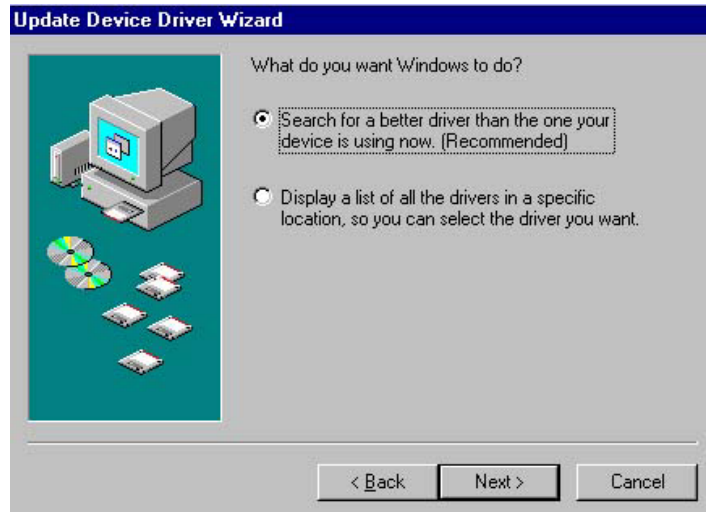 Update Device Driver Wizard
What do you want Windows to do?
Search for a better driver than the one your
device is using now. (Recommended)
Display a list of all the drivers in a specific
location, so you can select the driver you want.
< Back Next > Cancel